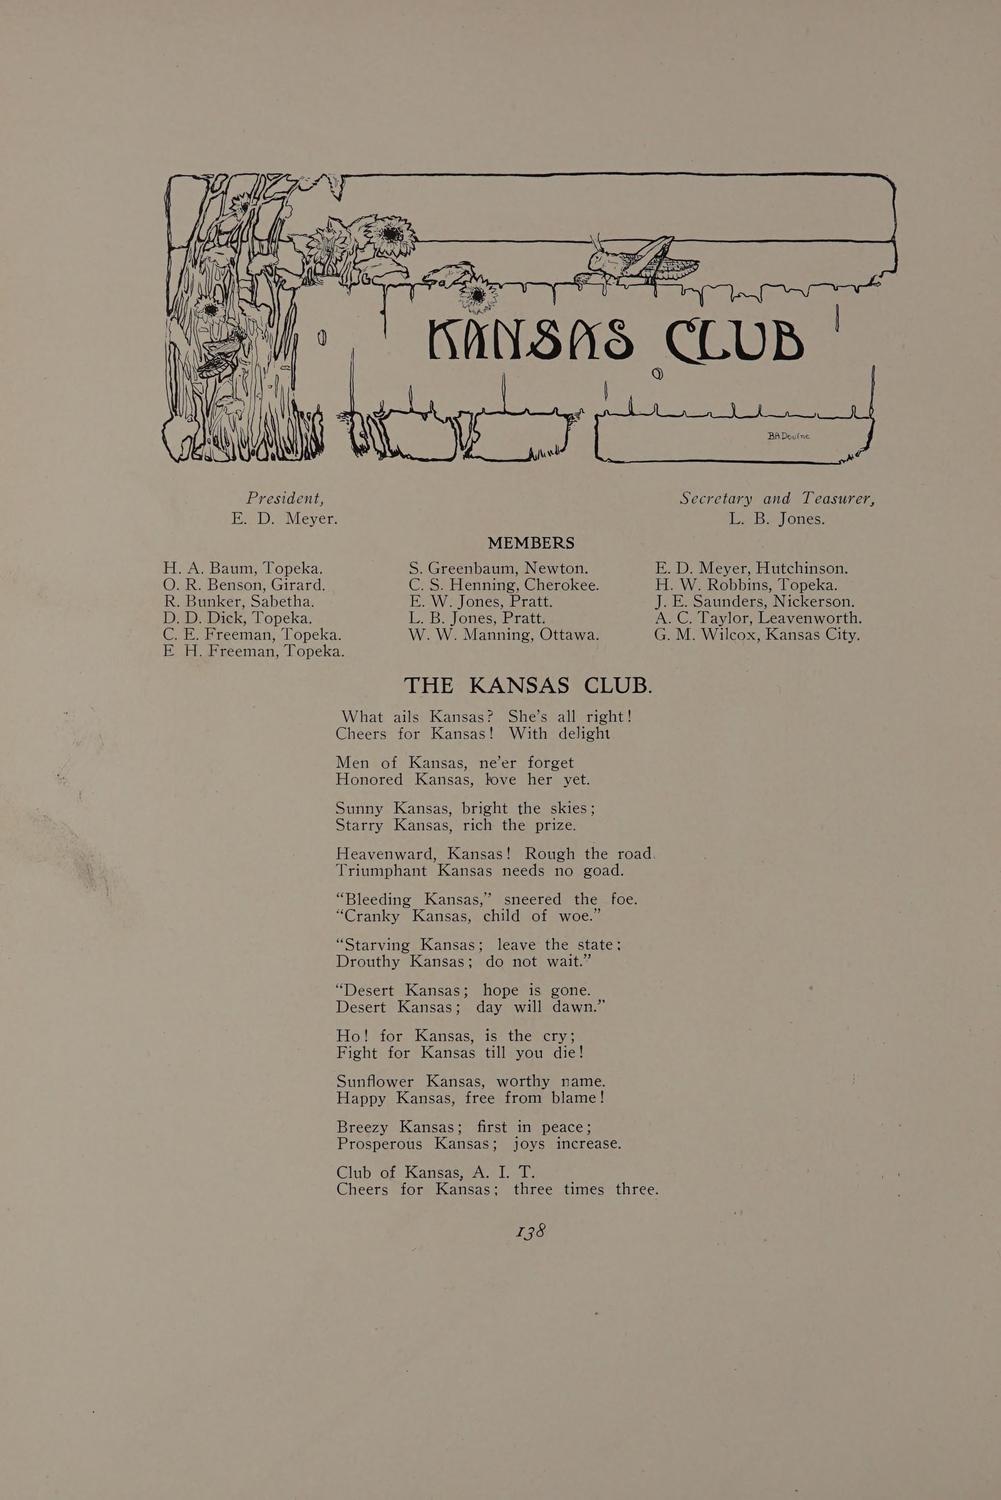 KANSAS CLUB
BADevine
President,
E. D. Meyer.
Secretary and Teasurer,
L. B. Jones.
MEMBERS
H. A. Baum, Topeka.
O. R. Benson, Girard.
R. Bunker, Sabetha.
D. D. Dick, Topeka.
C. E. Freeman, Topeka.
E H. Freeman, Topeka.
S. Greenbaum, Newton.
C. S. Henning, Cherokee.
E. W. Jones, Pratt.
L. B. Jones, Pratt.
W. W. Manning, Ottawa.
E. D. Meyer, Hutchinson.
H. W. Robbins, Topeka.
J. E. Saunders, Nickerson.
A. C. Taylor, Leavenworth.
G. M. Wilcox, Kansas City.
THE KANSAS CLUB.
What ails Kansas? She's all right!
Cheers for Kansas! With delight
Men of Kansas, ne'er forget
Honored Kansas, love her yet.
Sunny Kansas, bright the skies;
Starry Kansas, rich the prize.
Heavenward, Kansas! Rough the road.
Triumphant Kansas needs no goad.
"Bleeding Kansas," sneered the foe.
"Cranky Kansas, child of woe."
"Starving Kansas; leave the state;
Drouthy Kansas; do not wait."
"Desert Kansas; hope is gone.
Desert Kansas; day will dawn."
Ho! for Kansas, is the cry;
Fight for Kansas till you die!
Sunflower Kansas, worthy name.
Happy Kansas, free from blame!
Breezy Kansas; first in peace;
Prosperous Kansas; joys increase.
Club of Kansas, A. I. T.
Cheers for Kansas; three times three.
138